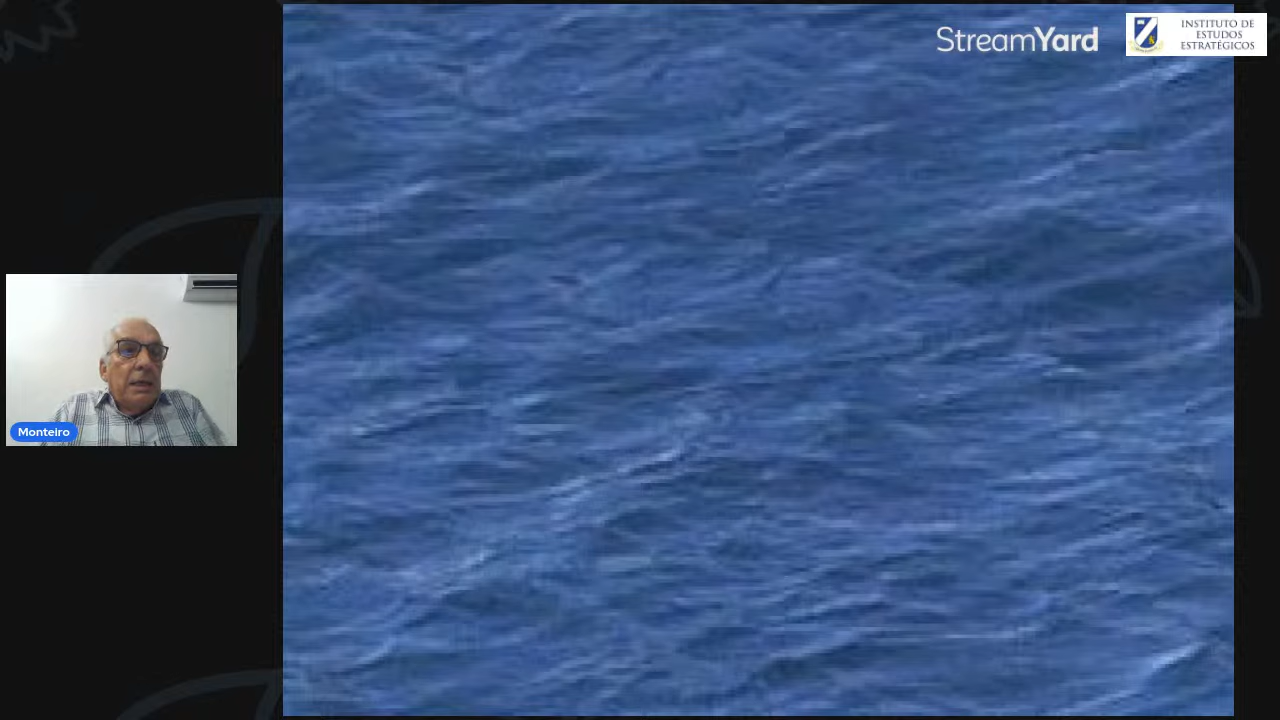 StreamYard
INSTITUTO DE
ESTUDOS
ESTRATÉGICOS
Monteiro